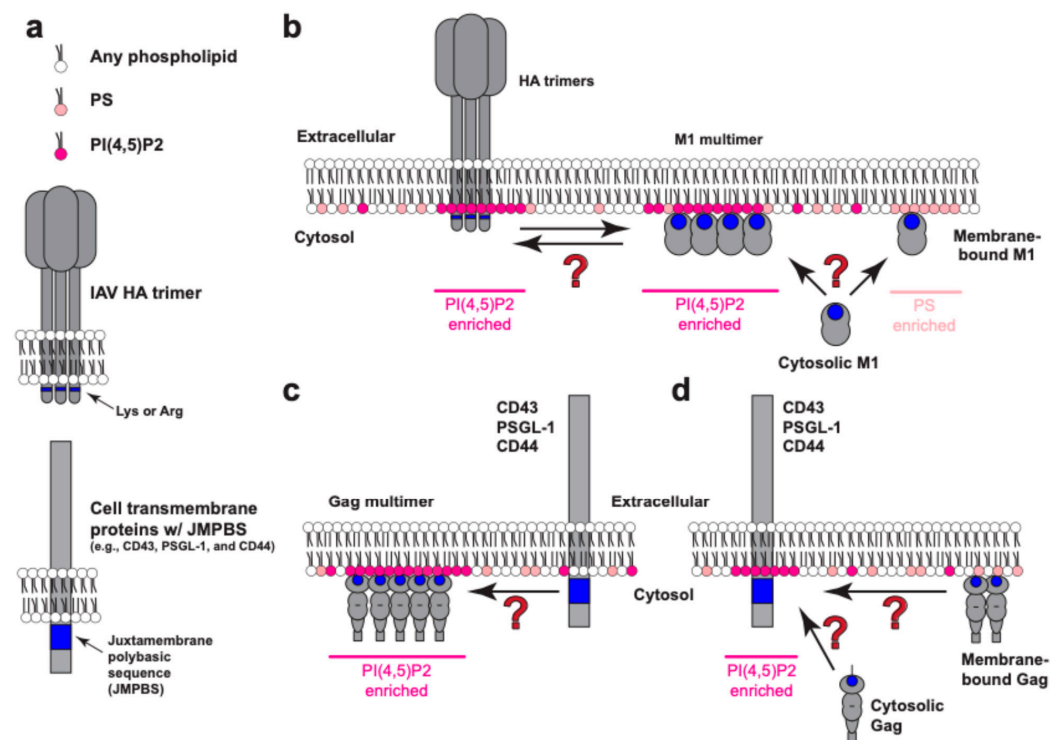 a
Any phospholipid
PS
PI(4,5)P2
IAV HA trimer
Lys or Arg
Cell transmembrane
proteins w/ JMPBS
(e.g., CD43, PSGL-1, and CD44)
Juxtamembrane
polybasic
sequence
(JMPBS)
b
HA trimers
Extracellular
M1 multimer
Cytosol
?
Membrane-
bound M1
?
PI(4,5)P2
enriched
PI(4,5)P2
enriched
PS
enriched
Cytosolic M1
c
CD43
PSGL-1
CD44
Gag multimer
Extracellular
Cytosol
?
PI(4,5)P2
enriched
d
CD43
PSGL-1
CD44
?
?
PI(4,5)P2
enriched
Membrane-
bound Gag
Cytosolic
Gag